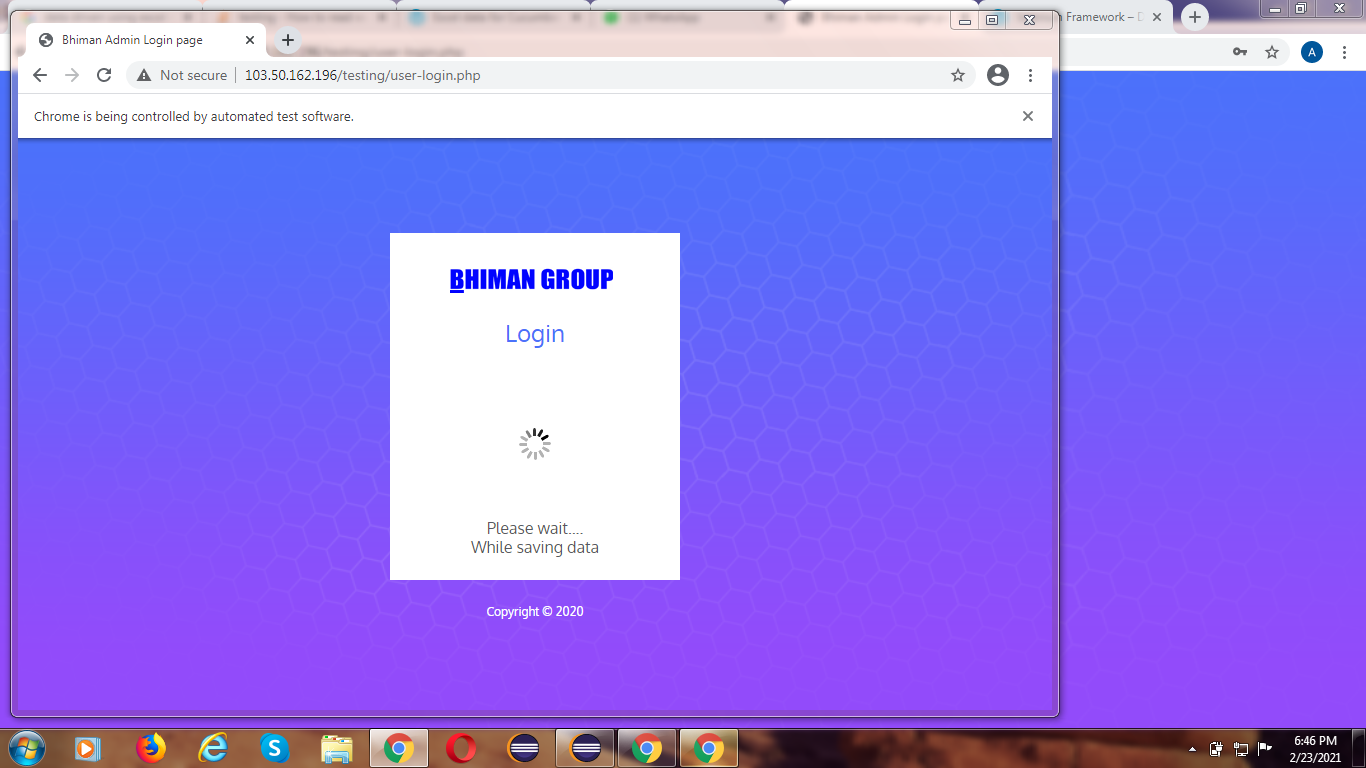 Framework – D
Bhiman Admin Login page
Not secure
103.50.162.196/testing/user-login.php
A
Chrome is being controlled by automated test software.
BHIMAN GROUP
Login
Please wait....
While saving data
Copyright © 2020
6:46 PM
2/23/2021